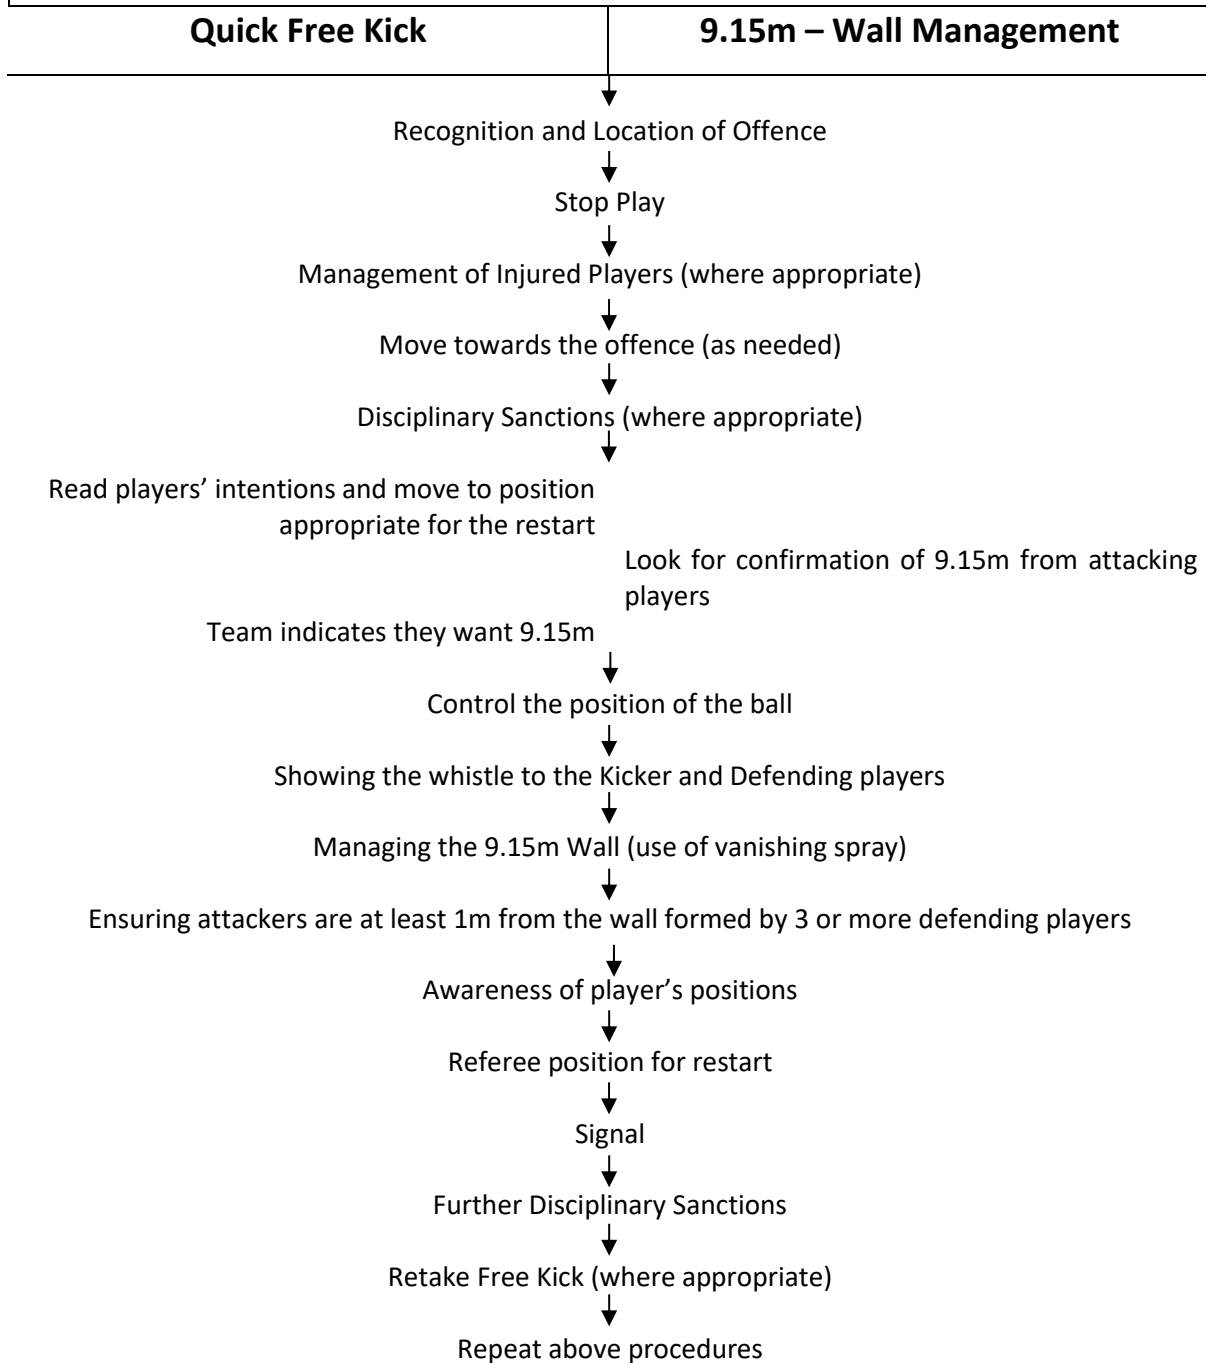 Quick Free Kick
9.15m – Wall Management
Recognition and Location of Offence
Stop Play
Management of Injured Players (where appropriate)
Move towards the offence (as needed)
Disciplinary Sanctions (where appropriate)
Read players’ intentions and move to position
appropriate for the restart
Look for confirmation of 9.15m from attacking
players
Team indicates they want 9.15m
Control the position of the ball
Showing the whistle to the Kicker and Defending players
Managing the 9.15m Wall (use of vanishing spray)
Ensuring attackers are at least 1m from the wall formed by 3 or more defending players
Awareness of player’s positions
Referee position for restart
Signal
Further Disciplinary Sanctions
Retake Free Kick (where appropriate)
Repeat above procedures